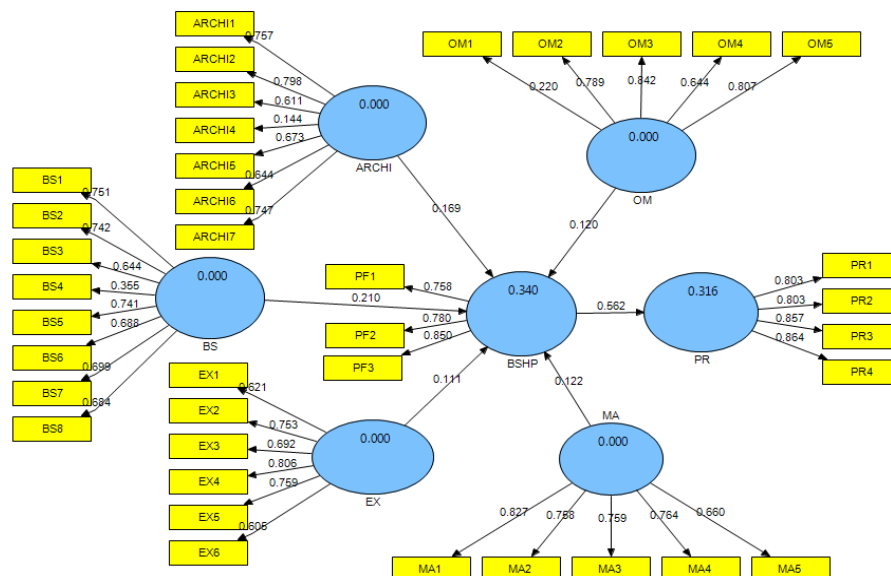 ARCHI1
0.757
ARCHI2
0.798
ARCHI3
0.611
ARCHI4
0.144
0.673
ARCHI5
ARCHI6
0.644
ARCHI7
0.747
0.000
ARCHI
0.169
OM1
OM2
OM3
OM4
OM5
0.220
0.789
0.842
0.644
0.807
0.000
OM
0.120
BS1
0.751
BS2
0.742
BS3
0.644
BS4
0.355
BS5
0.741
BS6
0.688
BS7
0.699
BS8
0.684
0.000
BS
0.210
PF1
0.758
PF2
0.780
PF3
0.850
0.340
BSHP
0.562
0.316
PR
0.803
PR1
0.803
PR2
0.857
PR3
0.864
PR4
EX1
0.621
EX2
0.753
EX3
0.692
EX4
0.806
EX5
0.759
EX6
0.605
0.000
EX
0.111
0.122
MA
0.000
0.827
0.758
0.759
0.764
0.660
MA1
MA2
MA3
MA4
MA5